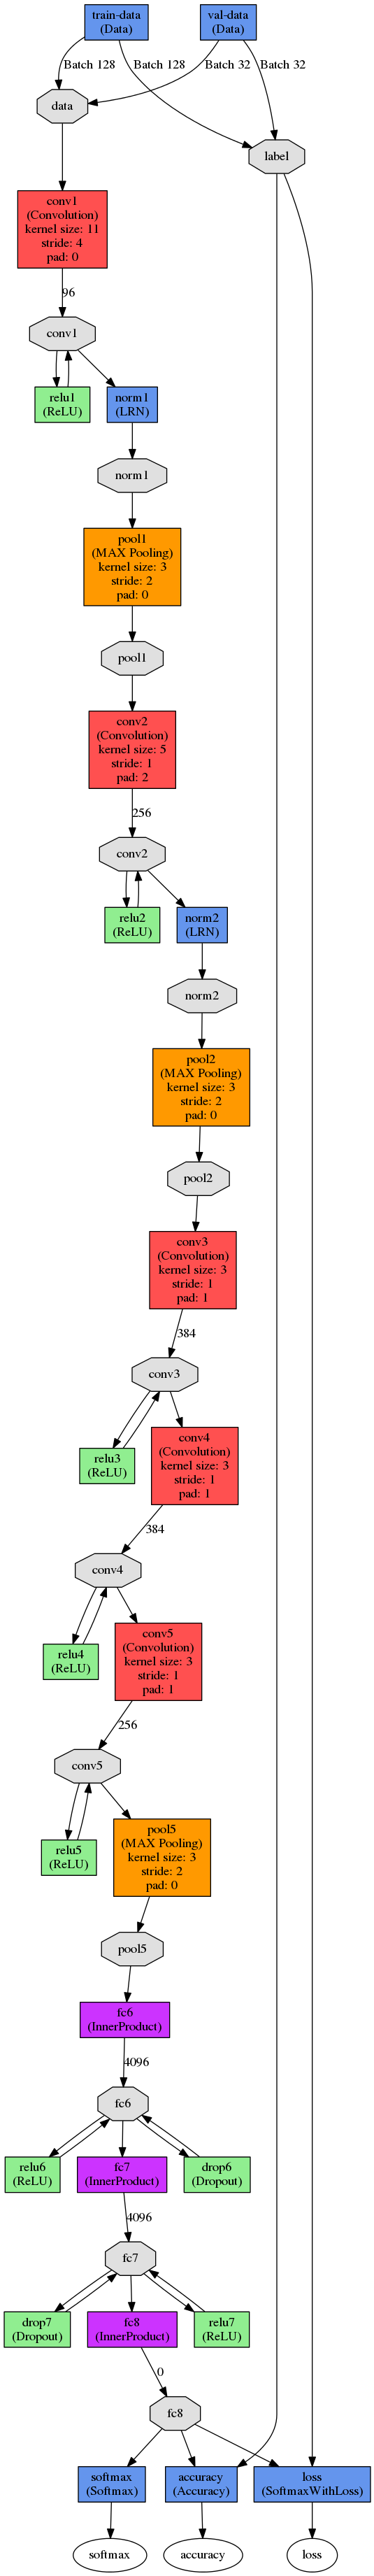 train-data
(Data)
val-data
(Data)
Batch 128
Batch 128
Batch 32
Batch 32
data
label
conv1
(Convolution)
kernel size: 11
stride: 4
pad: 0
96
conv1
relu1
(ReLU)
norm1
(LRN)
norm1
pool1
(MAX Pooling)
kernel size: 3
stride: 2
pad: 0
pool1
conv2
(Convolution)
kernel size: 5
stride: 1
pad: 2
256
conv2
relu2
(ReLU)
norm2
(LRN)
norm2
pool2
(MAX Pooling)
kernel size: 3
stride: 2
pad: 0
pool2
conv3
(Convolution)
kernel size: 3
stride: 1
pad: 1
384
conv3
relu3
(ReLU)
conv4
(Convolution)
kernel size: 3
stride: 1
pad: 1
384
conv4
relu4
(ReLU)
conv5
(Convolution)
kernel size: 3
stride: 1
pad: 1
256
conv5
relu5
(ReLU)
pool5
(MAX Pooling)
kernel size: 3
stride: 2
pad: 0
pool5
fc6
(InnerProduct)
4096
fc6
relu6
(ReLU)
fc7
(InnerProduct)
drop6
(Dropout)
4096
fc7
drop7
(Dropout)
fc8
(InnerProduct)
relu7
(ReLU)
0
fc8
softmax
(Softmax)
accuracy
(Accuracy)
loss
(SoftmaxWithLoss)
softmax
accuracy
loss